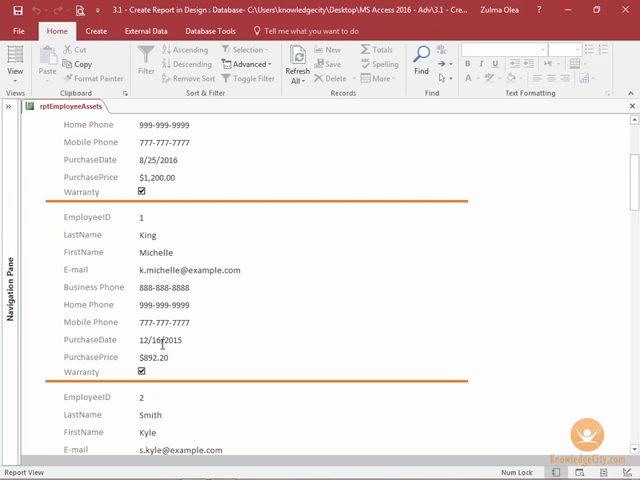 3.1 - Create Report in Design : Database- C:\Users\knowledgecity\Desktop\MS Access 2016 - Adv\3.1 - Cre... Zulma Olea
File Home Create External Data Database Tools Tell me what you want to do
View
Views
Paste
Cut
Copy
Format Painter
Clipboard
Filter
Ascending
Descending
Remove Sort
Selection
Advanced
Toggle Filter
Sort & Filter
Refresh
All
New
Save
Delete
Totals
Spelling
More
Records
Find
Find
B I U
Text Formatting
rptEmployeeAssets
Navigation Pane
Home Phone 999-999-9999
Mobile Phone 777-777-7777
PurchaseDate 8/25/2016
PurchasePrice $1,200.00
Warranty
EmployeeID 1
LastName King
FirstName Michelle
E-mail k.michelle@example.com
Business Phone 888-888-8888
Home Phone 999-999-9999
Mobile Phone 777-777-7777
PurchaseDate 12/16/2015
PurchasePrice $892.20
Warranty
EmployeeID 2
LastName Smith
FirstName Kyle
E-mail s.kyle@example.com
KnowledgeCity.com
Report View Num Lock